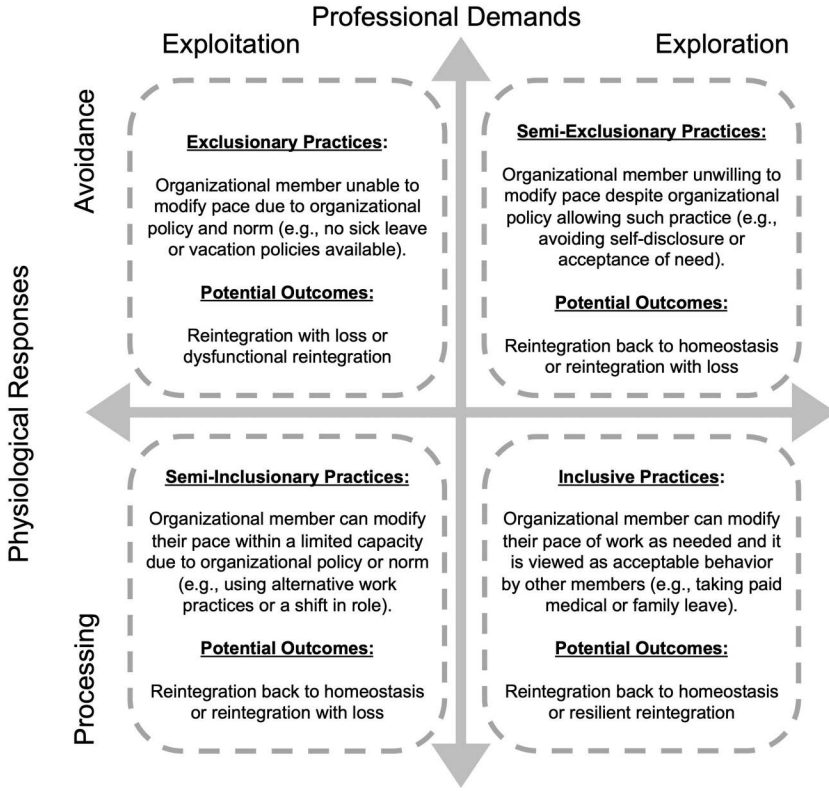 Professional Demands
Exploitation
Exploration
Physiological Responses
Avoidance
Exclusionary Practices:
Organizational member unable to
modify pace due to organizational
policy and norm (e.g., no sick leave
or vacation policies available).
Potential Outcomes:
Reintegration with loss or
dysfunctional reintegration
Semi-Exclusionary Practices:
Organizational member unwilling to
modify pace despite organizational
policy allowing such practice (e.g.,
avoiding self-disclosure or
acceptance of need).
Potential Outcomes:
Reintegration back to homeostasis
or reintegration with loss
Processing
Semi-Inclusionary Practices:
Organizational member can modify
their pace within a limited capacity
due to organizational policy or norm
(e.g., using alternative work
practices or a shift in role).
Potential Outcomes:
Reintegration back to homeostasis
or reintegration with loss
Inclusive Practices:
Organizational member can modify
their pace of work as needed and it
is viewed as acceptable behavior
by other members (e.g., taking paid
medical or family leave).
Potential Outcomes:
Reintegration back to homeostasis
or resilient reintegration